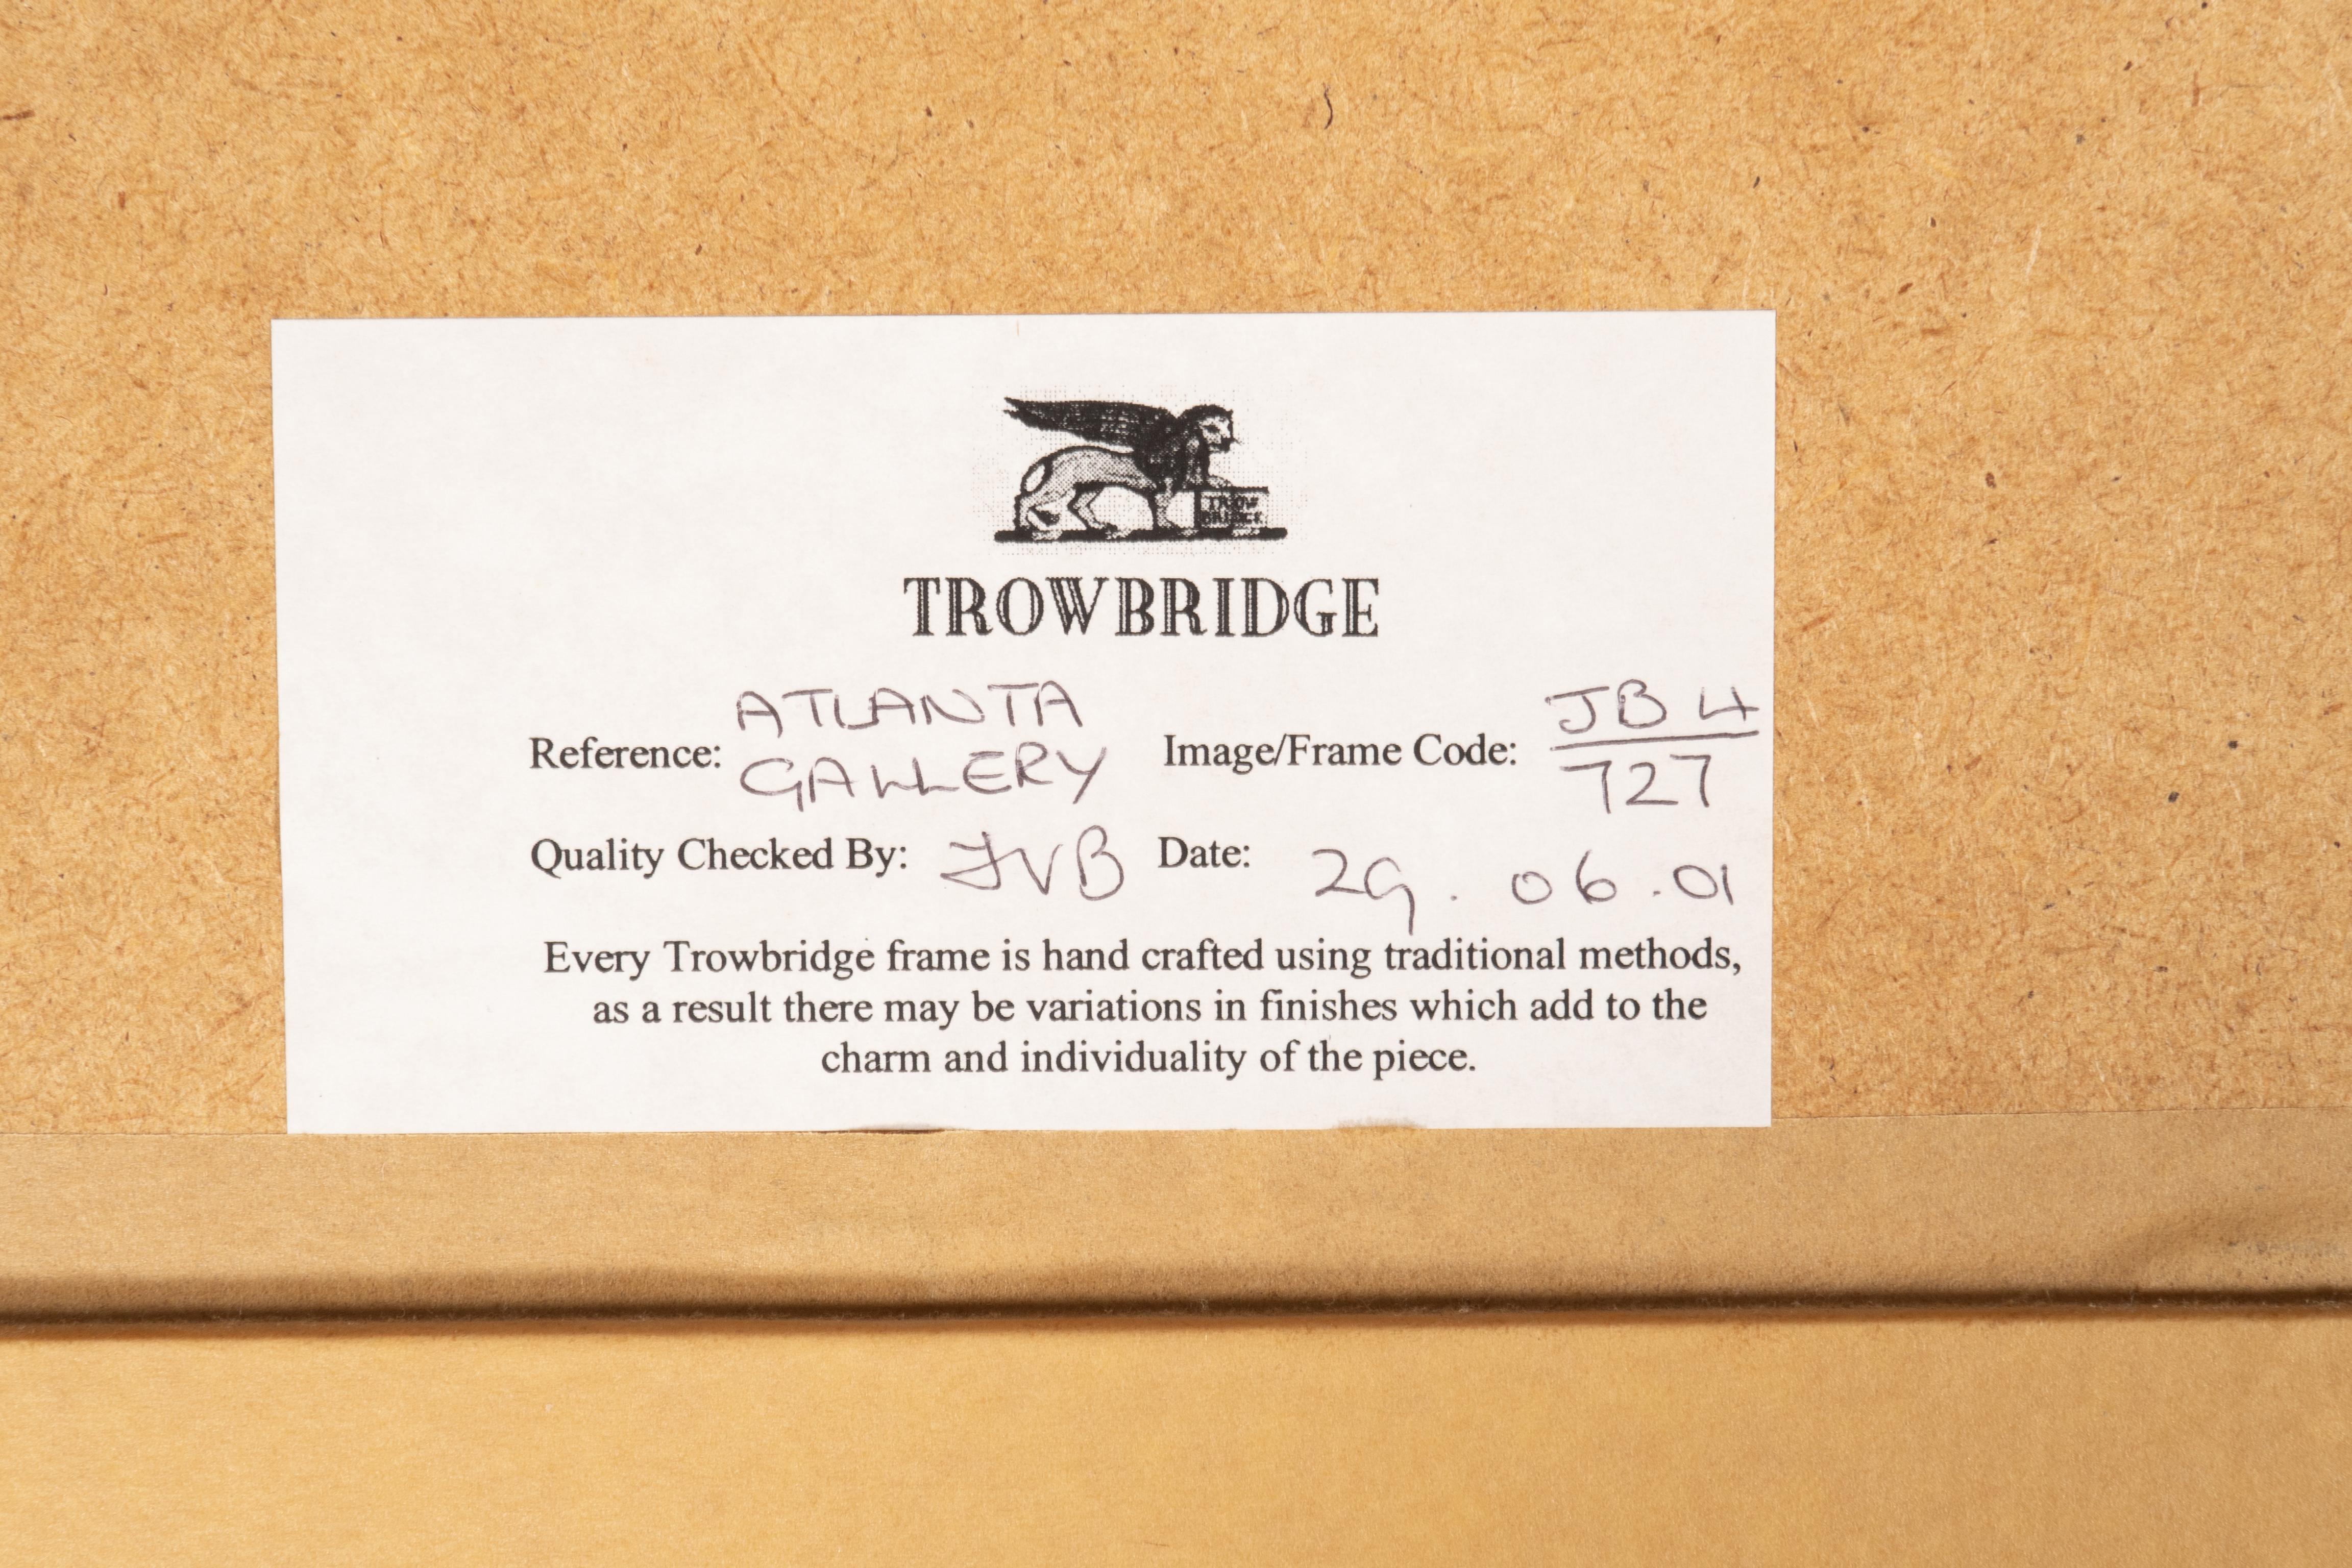 TROW
BRIDGE
TROWBRIDGE
Reference: ATLANTA GALLERY Image/Frame Code: JB4/727
Quality Checked By: JVB Date: 29.06.01
Every Trowbridge frame is hand crafted using traditional methods,
as a result there may be variations in finishes which add to the
charm and individuality of the piece.